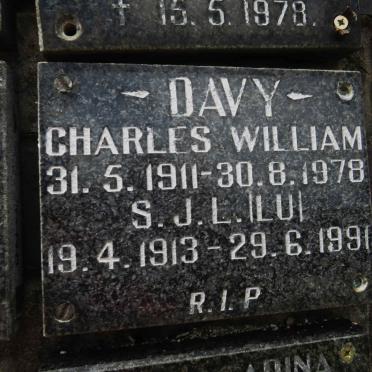 † 15.5.1978.
- DAVY -
CHARLES WILLIAM
31.5.1911-30.8.1978
S.J.L.(LU)
19.4.1913-29.6.1991
R.I.P
ADINA